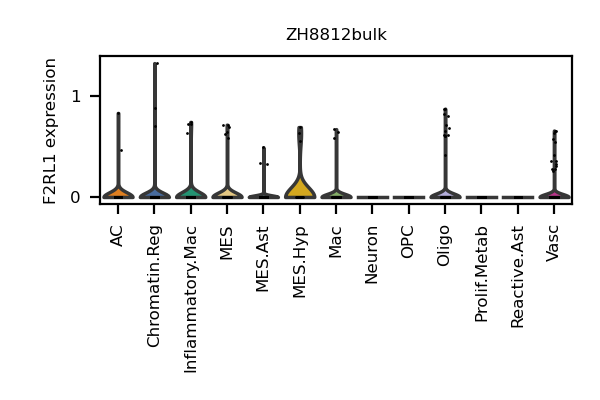 ZH8812bulk
F2RL1 expression
1
0
AC
Chromatin.Reg
Inflammatory.Mac
MES
MES.Ast
MES.Hyp
Mac
Neuron
OPC
Oligo
Prolif.Metab
Reactive.Ast
Vasc